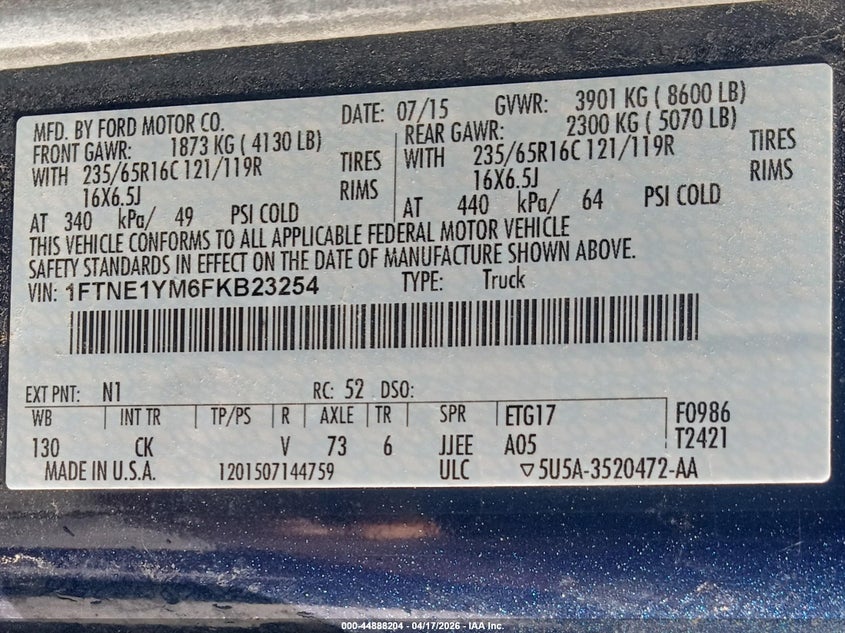 MFD. BY FORD MOTOR CO. DATE: 07/15 GVWR: 3901 KG ( 8600 LB)
FRONT GAWR: 1873 KG ( 4130 LB) REAR GAWR: 2300 KG ( 5070 LB)
WITH 235/65R16C 121/119R TIRES WITH 235/65R16C 121/119R TIRES
16X6.5J RIMS 16X6.5J RIMS
AT 340 kPa/ 49 PSI COLD AT 440 kPa/ 64 PSI COLD
THIS VEHICLE CONFORMS TO ALL APPLICABLE FEDERAL MOTOR VEHICLE
SAFETY STANDARDS IN EFFECT ON THE DATE OF MANUFACTURE SHOWN ABOVE.
VIN: 1FTNE1YM6FKB23254 TYPE: Truck
EXT PNT: N1 RC: 52 DSO:
WB INT TR TP/PS R AXLE TR SPR ETG17 F0986
130 CK V 73 6 JJEE A05 T2421
MADE IN U.S.A. 1201507144759 ULC ▽5U5A-3520472-AA
000-44888204 - 04/17/2026 - IAA Inc.